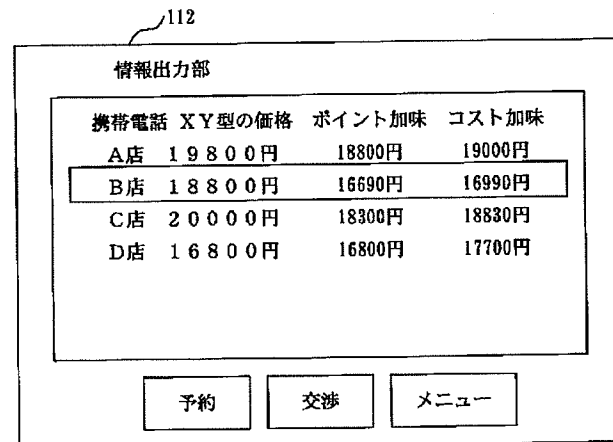 112
情報出力部
携帯電話 XY型の価格 ポイント加味 コスト加味
A店 19800円 18800円 19000円
B店 18800円 16690円 16990円
C店 20000円 18300円 18830円
D店 16800円 16800円 17700円
予約 交渉 メニュー